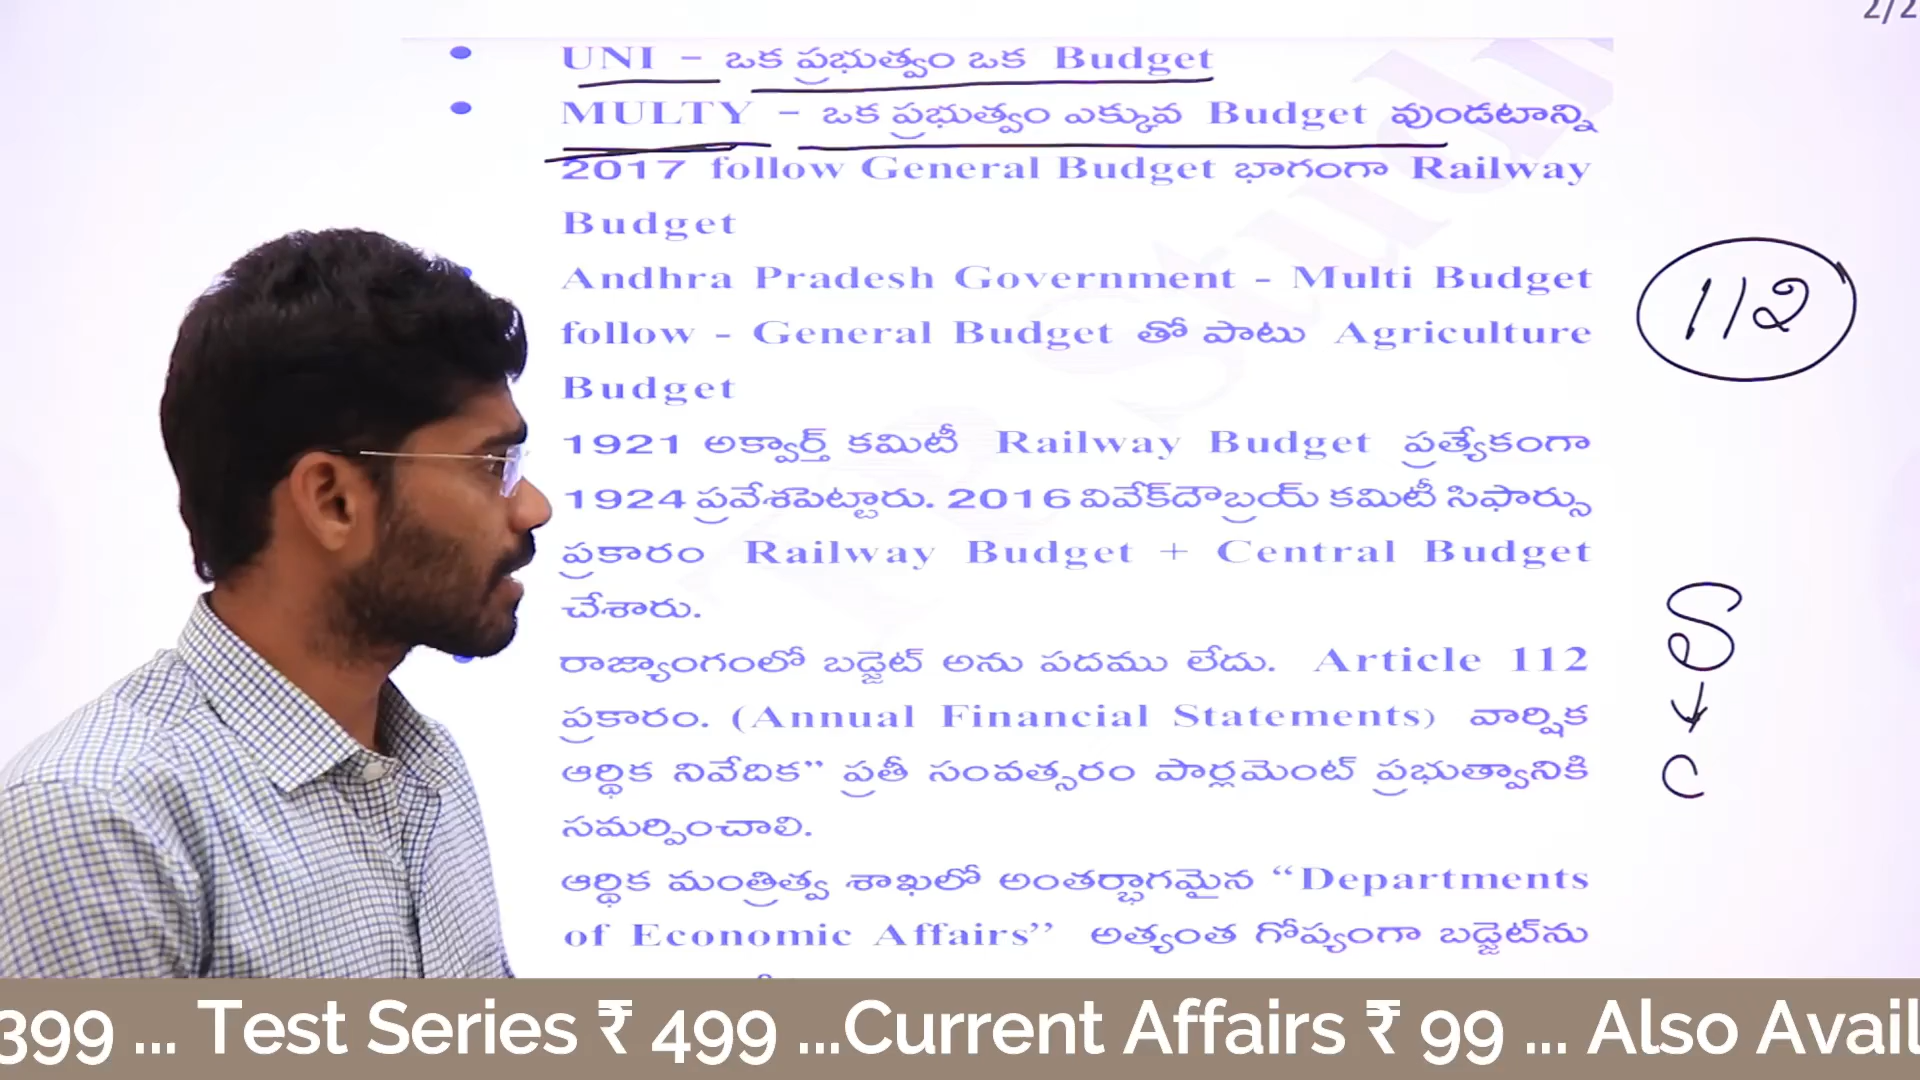 2/2
UNI - ఒక ప్రభుత్వం ఒక Budget
MULTY - ఒక ప్రభుత్వం ఎక్కువ Budget వుండటాన్ని
2017 follow General Budget భాగంగా Railway
Budget
Andhra Pradesh Government - Multi Budget
follow - General Budget తో పాటు Agriculture
Budget
112
1921 అక్వార్త్ కమిటీ Railway Budget ప్రత్యేకంగా
1924 ప్రవేశపెట్టారు. 2016 వివేక్‌దౌబ్రయ్ కమిటీ సిఫార్సు
ప్రకారం Railway Budget + Central Budget
చేశారు.
S
రాజ్యాంగంలో బడ్జెట్ అను పదము లేదు. Article 112
ప్రకారం. (Annual Financial Statements) వార్షిక
ఆర్థిక నివేదిక” ప్రతీ సంవత్సరం పార్లమెంట్ ప్రభుత్వానికి
C
సమర్పించాలి.
ఆర్థిక మంత్రిత్వ శాఖలో అంతర్భాగమైన “Departments
of Economic Affairs” అత్యంత గోప్యంగా బడ్జెట్‌ను
399 ... Test Series ₹ 499 ...Current Affairs ₹ 99 ... Also Avail